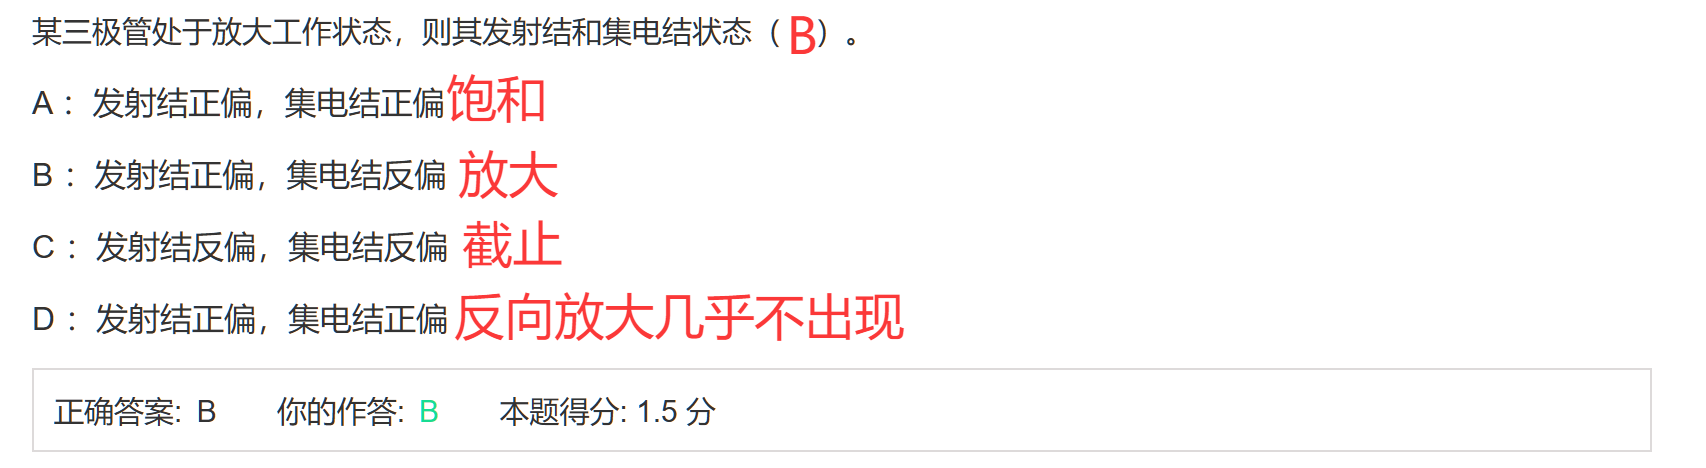 某三极管处于放大工作状态，则其发射结和集电结状态（B）。
A：发射结正偏，集电结正偏饱和
B：发射结正偏，集电结反偏 放大
C：发射结反偏，集电结反偏 截止
D：发射结正偏，集电结正偏 反向放大几乎不出现
正确答案: B 你的作答: B 本题得分: 1.5 分